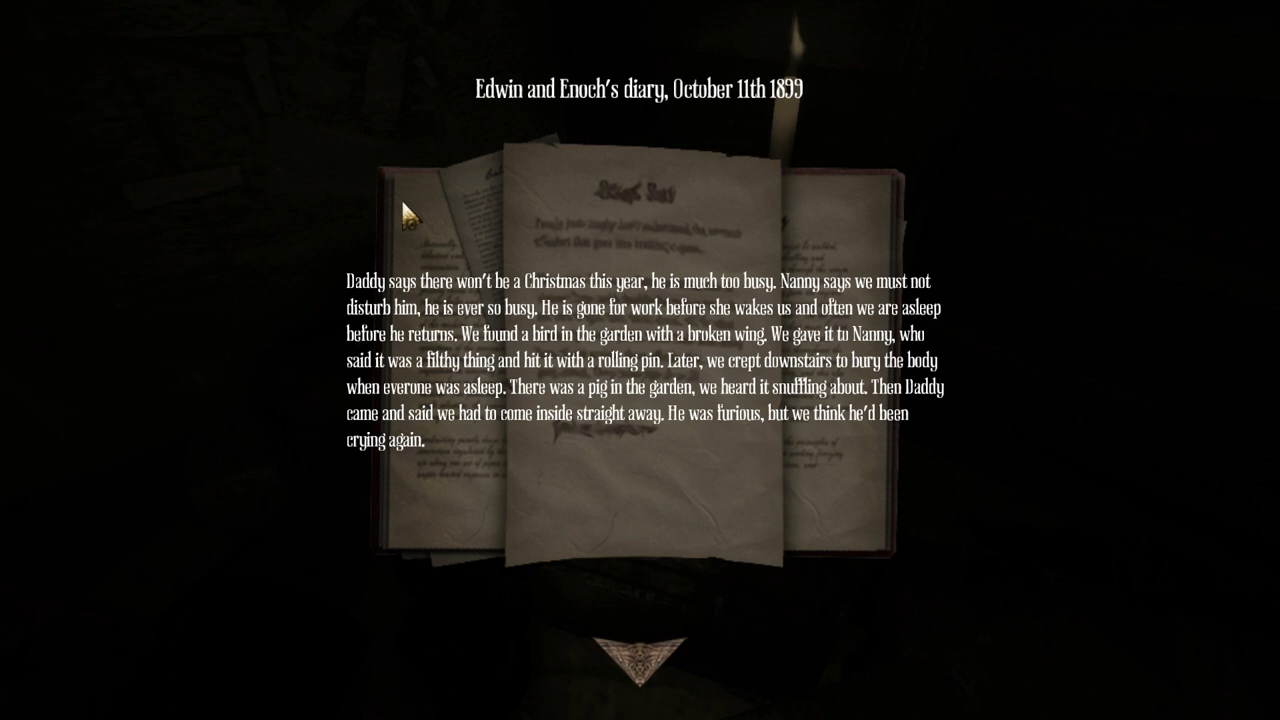 Edwin and Enoch's diary, October 11th 1899
Daddy says there won't be a Christmas this year, he is much too busy. Nanny says we must not
disturb him, he is ever so busy. He is gone for work before she wakes us and often we are asleep
before he returns. We found a bird in the garden with a broken wing. We gave it to Nanny, who
said it was a filthy thing and hit it with a rolling pin. Later, we crept downstairs to bury the body
when everone was asleep. There was a pig in the garden, we heard it snuffling about. Then Daddy
came and said we had to come inside straight away. He was furious, but we think he'd been
crying again.